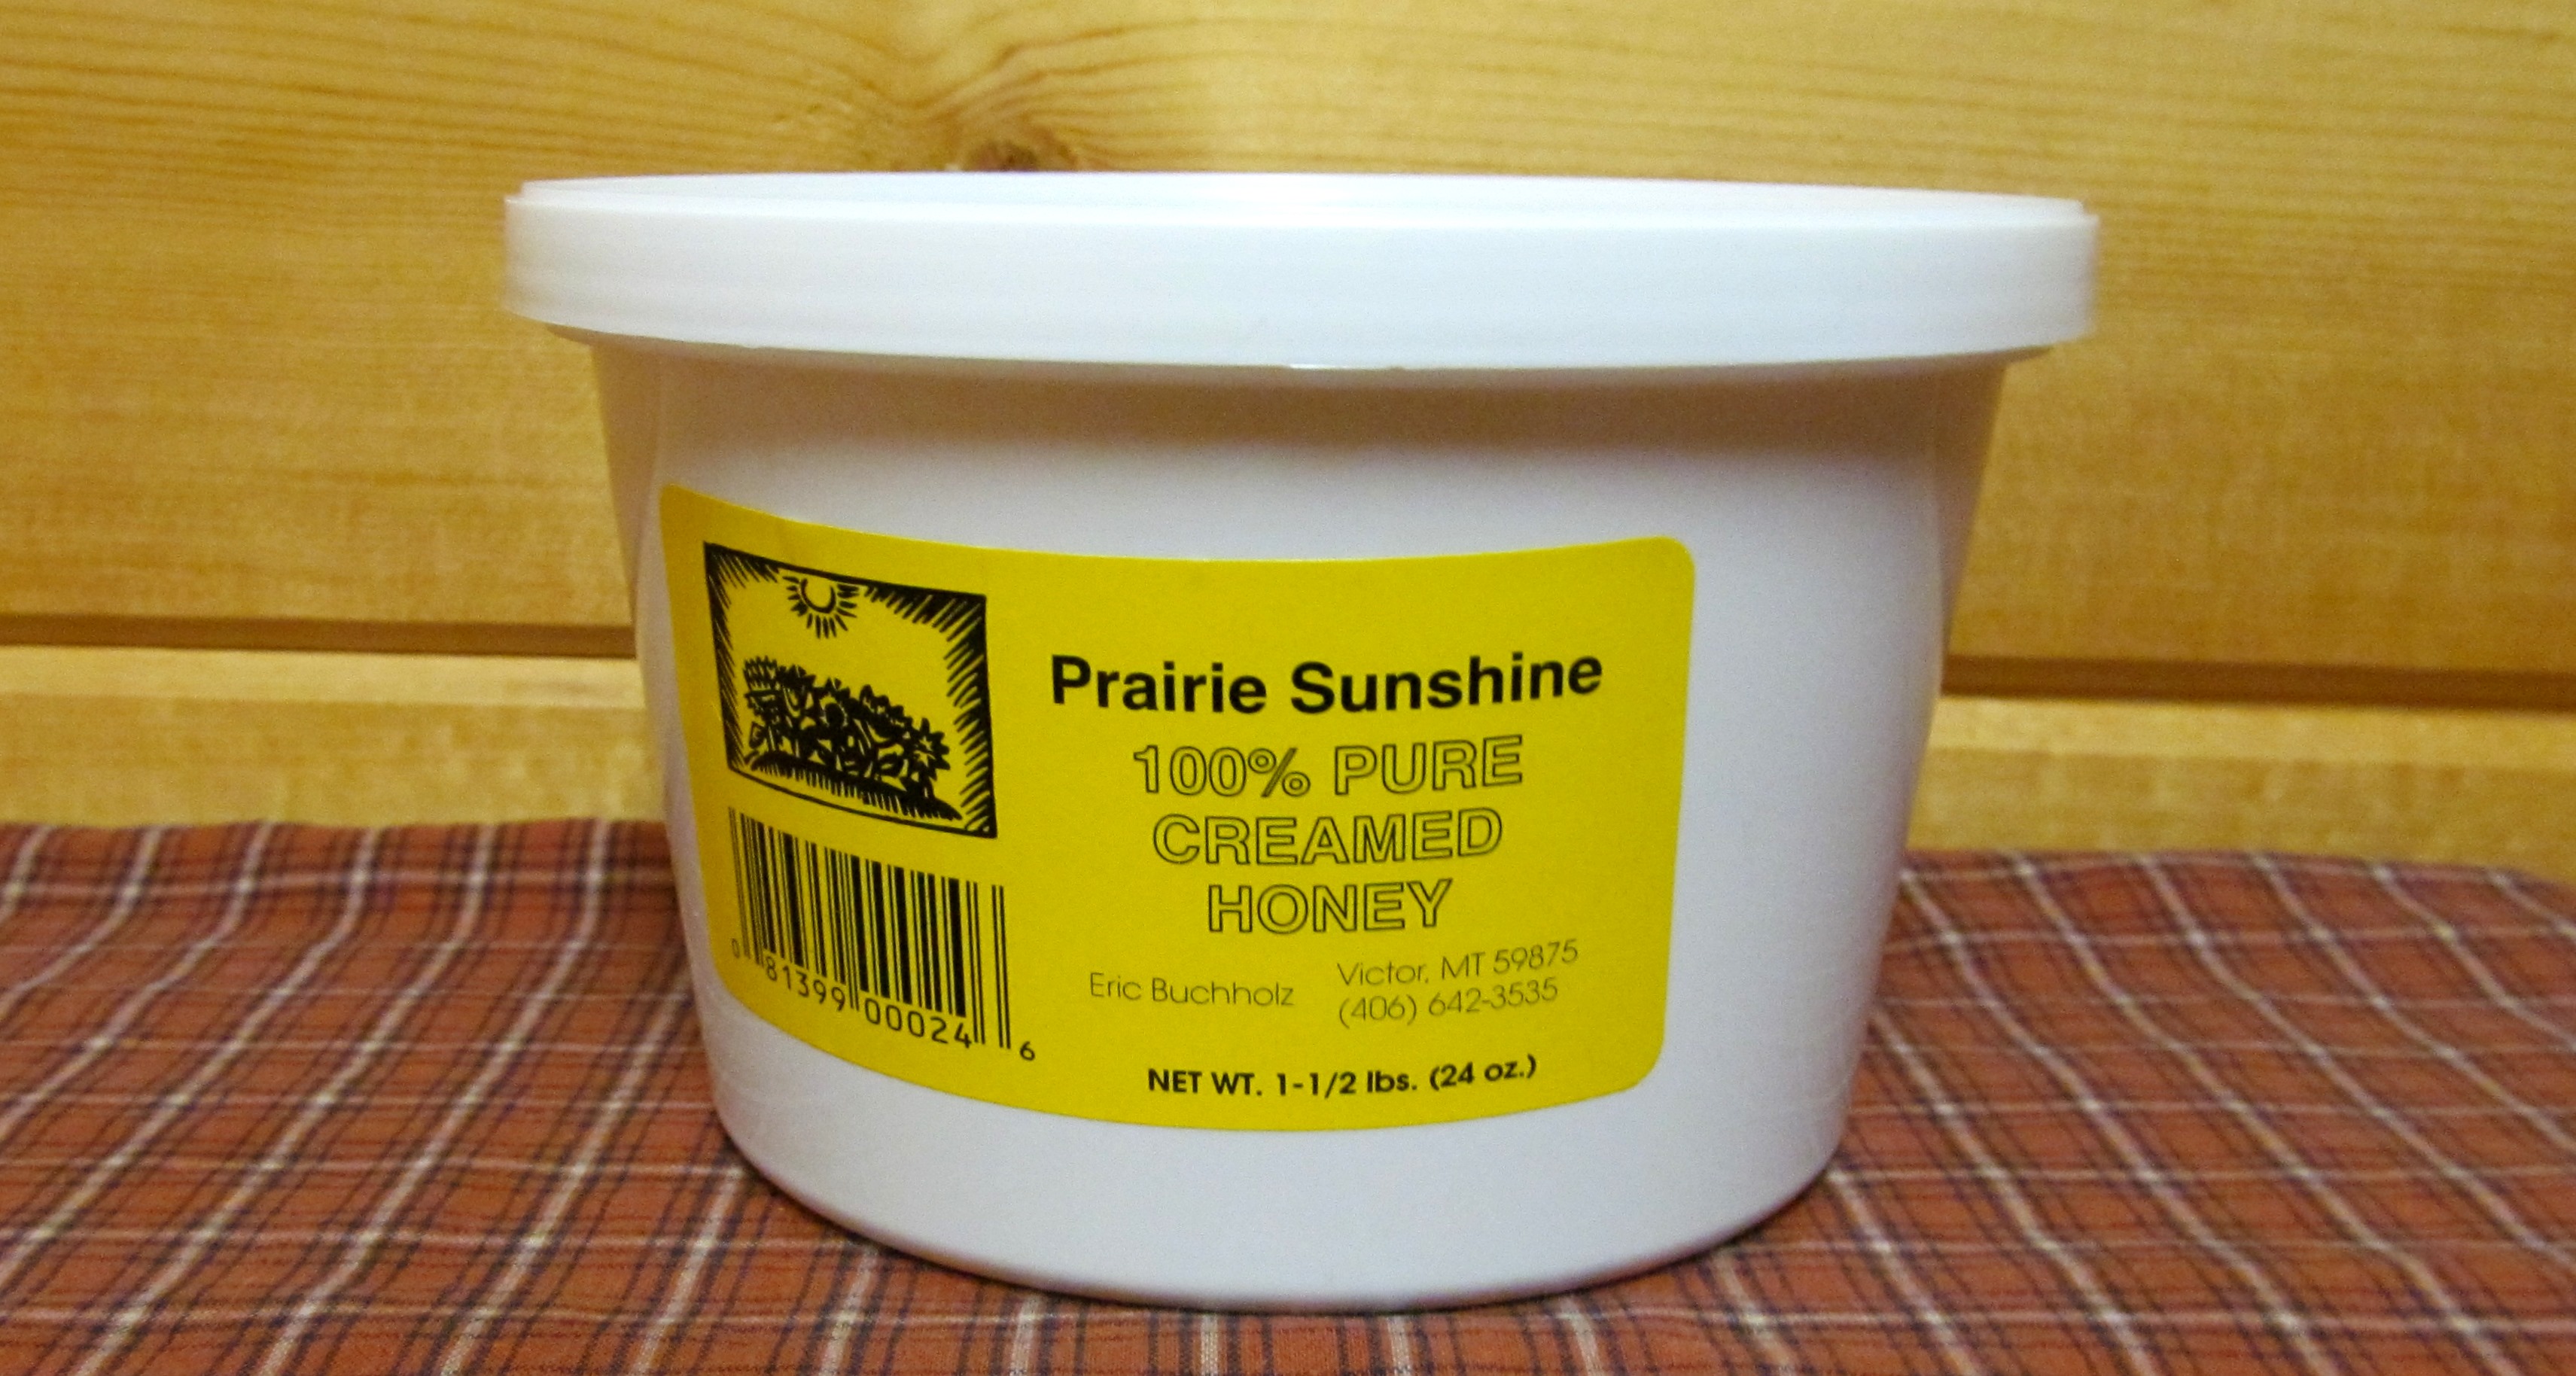 Prairie Sunshine
100% PURE
CREAMED
HONEY
Eric Buchholz
Victor, MT 59875
(406) 642-3535
NET WT. 1-1/2 lbs. (24 oz.)
0 81399 00024 6